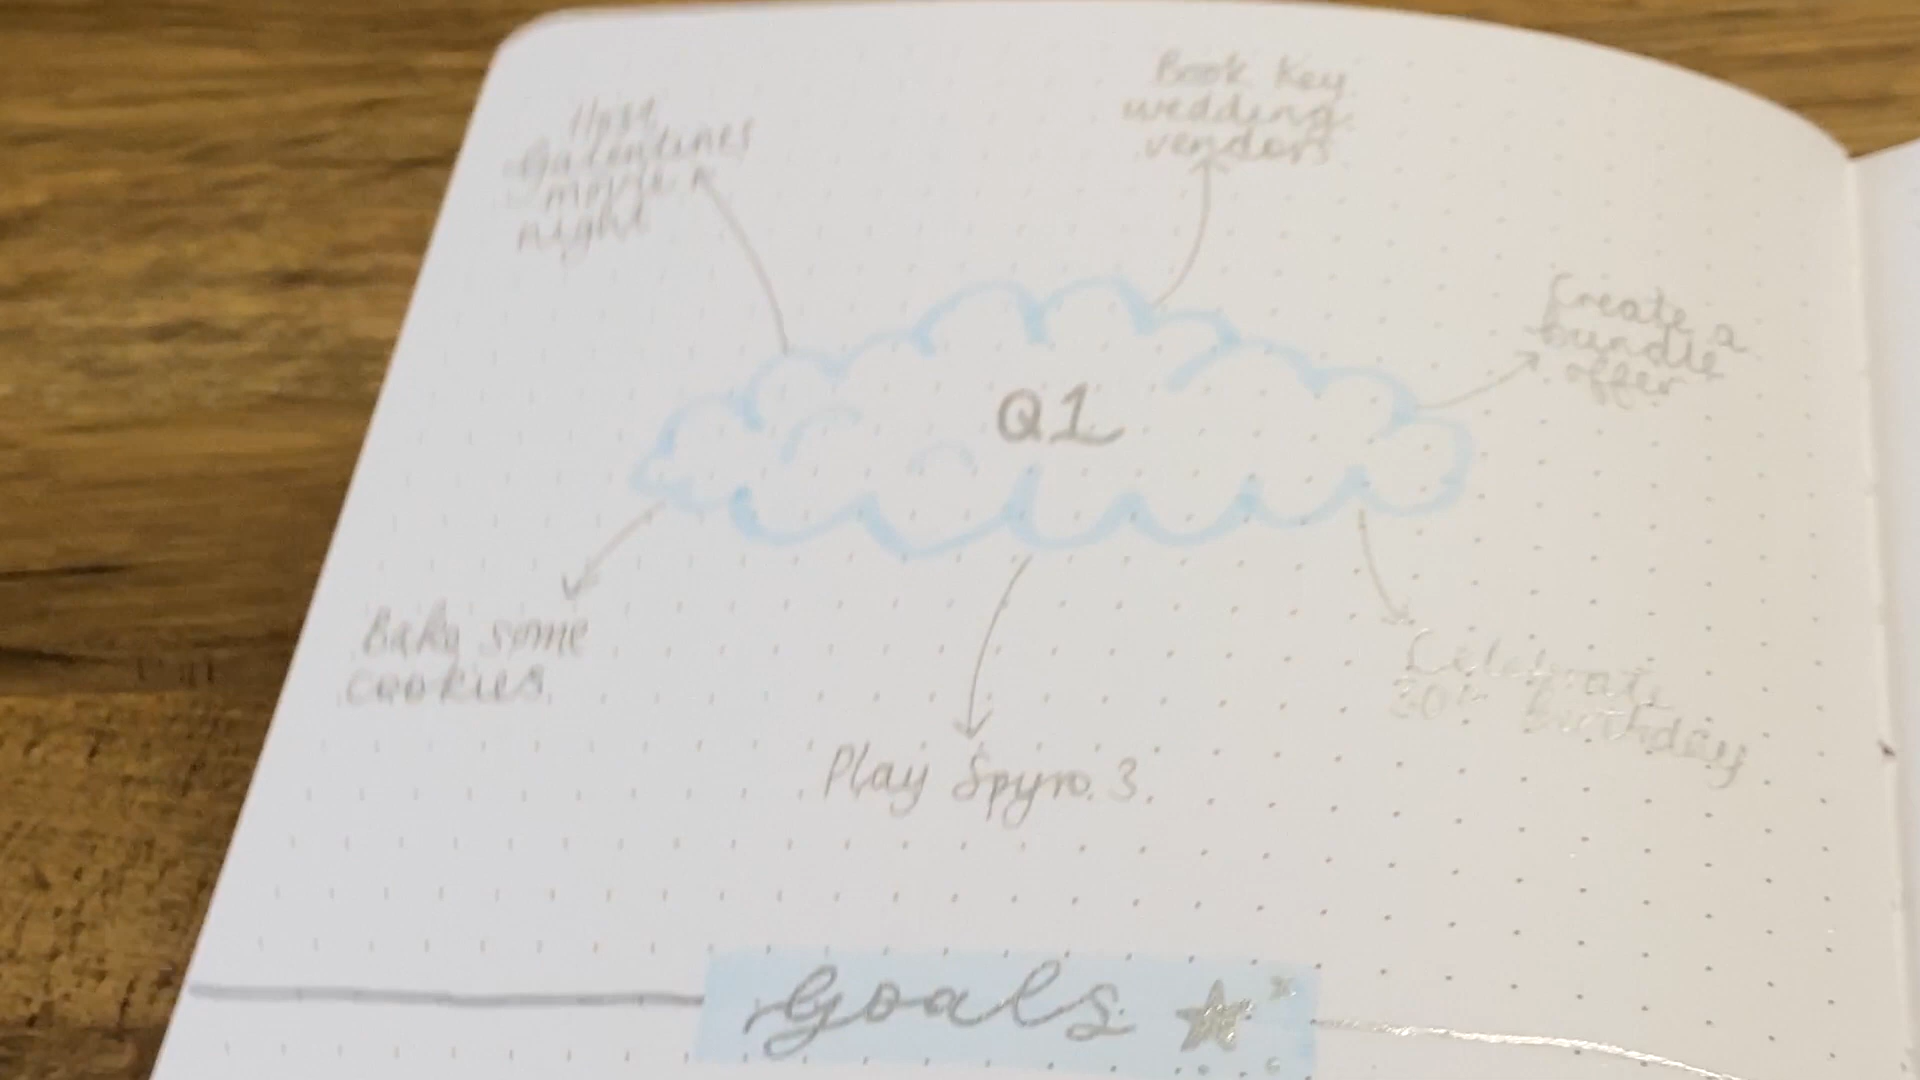 Host
Galentines
movie
night
Book Key
wedding
vendors
Create a
bundle
offer
Q1
Bake some
cookies
Celebrate
30th birthday
Play Spyro 3
Goals